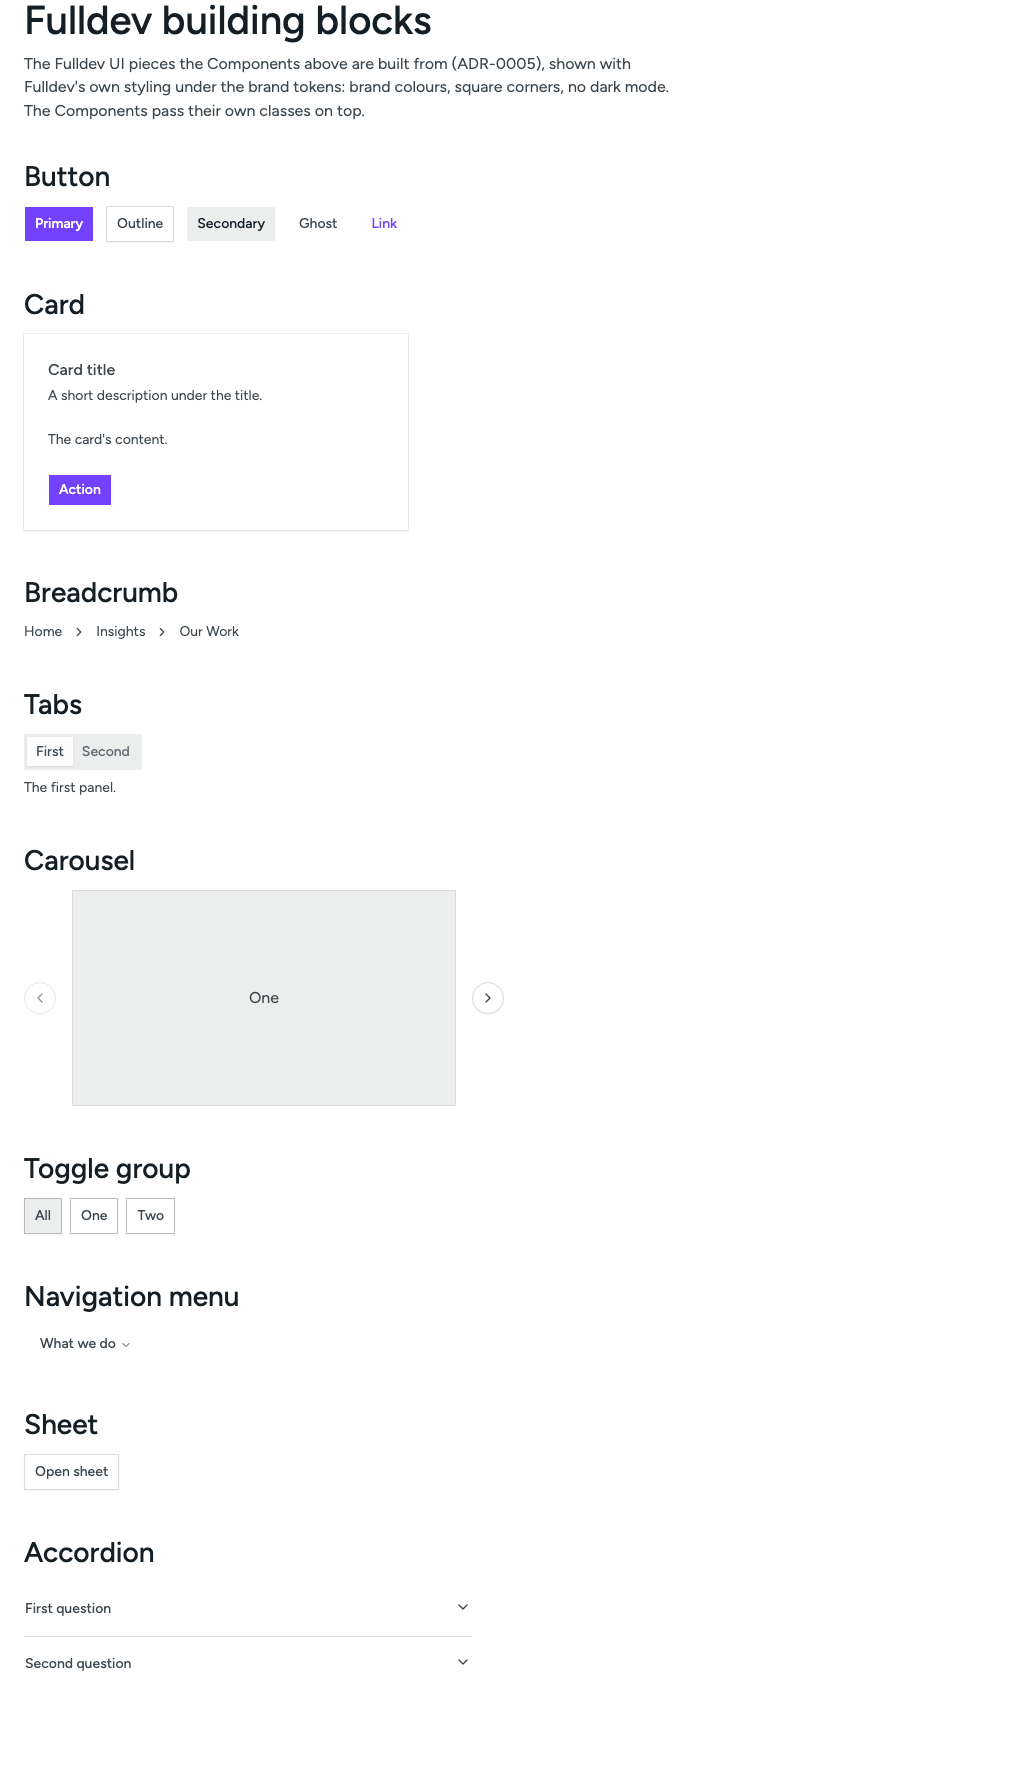 Fulldev building blocks
The Fulldev UI pieces the Components above are built from (ADR-0005), shown with
Fulldev's own styling under the brand tokens: brand colours, square corners, no dark mode.
The Components pass their own classes on top.
Button
Primary Outline Secondary Ghost Link
Card
Card title
A short description under the title.
The card's content.
Action
Breadcrumb
Home Insights Our Work
Tabs
First Second
The first panel.
Carousel
One
Toggle group
All One Two
Navigation menu
What we do
Sheet
Open sheet
Accordion
First question
Second question